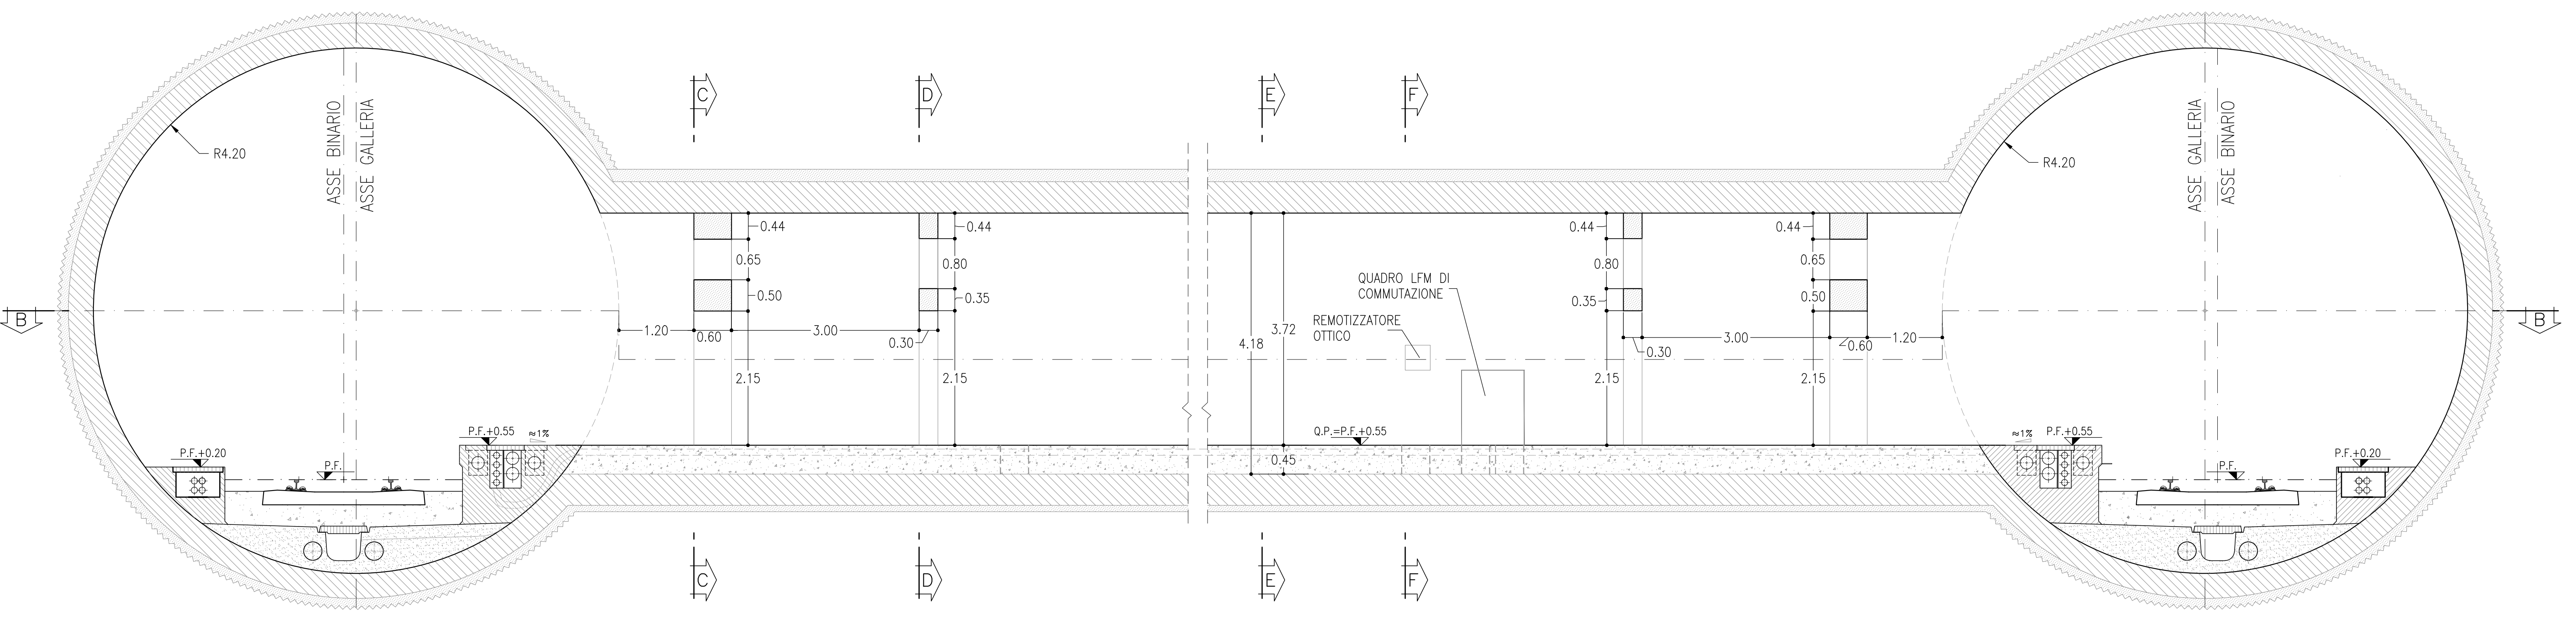 C
D
E
F
ASSE BINARIO
ASSE GALLERIA
ASSE GALLERIA
ASSE BINARIO
R4.20
R4.20
0.44
0.44
0.44
0.44
0.65
0.80
0.80
0.65
QUADRO LFM DI
COMMUTAZIONE
0.50
0.35
0.35
0.50
B
B
REMOTIZZATORE
OTTICO
1.20
0.60
3.00
0.30
4.18
3.72
0.30
3.00
0.60
1.20
2.15
2.15
2.15
2.15
P.F.+0.55
≈1%
Q.P.=P.F.+0.55
≈1%
P.F.+0.55
P.F.+0.20
P.F.
0.45
P.F.
P.F.+0.20
C
D
E
F